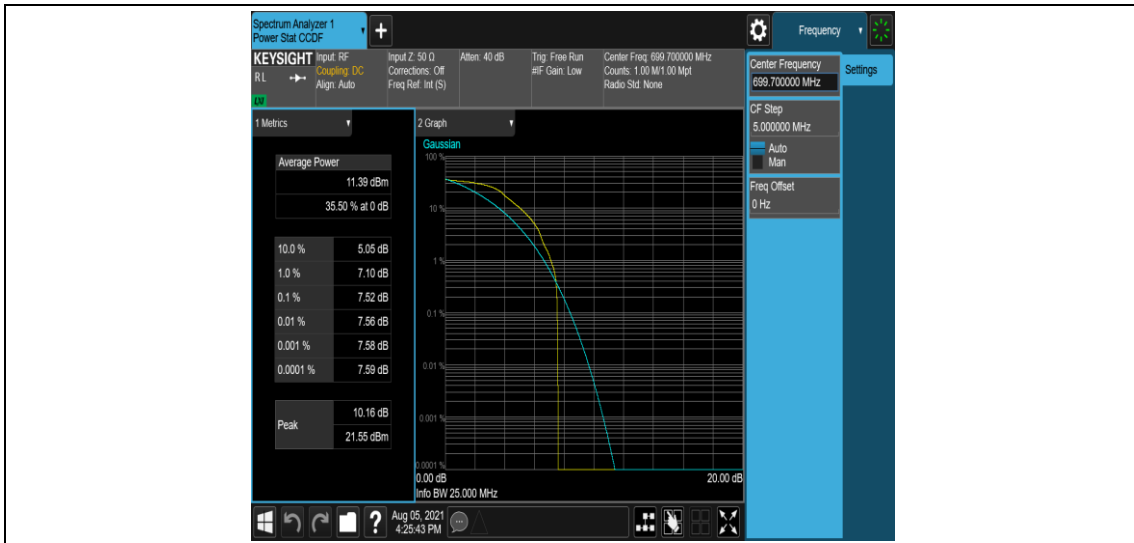 Spectrum Analyzer 1
Power Stat CCDF
Frequency
KEYSIGHT
RL
LXI
Input: RF
Coupling: DC
Align: Auto
Input Z: 50 Ω
Corrections: Off
Freq Ref: Int (S)
Atten: 40 dB
Trig: Free Run
#IF Gain: Low
Center Freq: 699.700000 MHz
Counts: 1.00 M/1.00 Mpt
Radio Std: None
Center Frequency
699.700000 MHz
Settings
CF Step
5.000000 MHz
Auto
Man
Freq Offset
0 Hz
1 Metrics
Average Power
11.39 dBm
35.50 % at 0 dB
10.0 % 5.05 dB
1.0 % 7.10 dB
0.1 % 7.52 dB
0.01 % 7.56 dB
0.001 % 7.58 dB
0.0001 % 7.59 dB
Peak
10.16 dB
21.55 dBm
2 Graph
Gaussian
100 %
10 %
1 %
0.1 %
0.01 %
0.001 %
0.0001 %
0.00 dB 20.00 dB
Info BW 25.000 MHz
Aug 05, 2021
4:25:43 PM